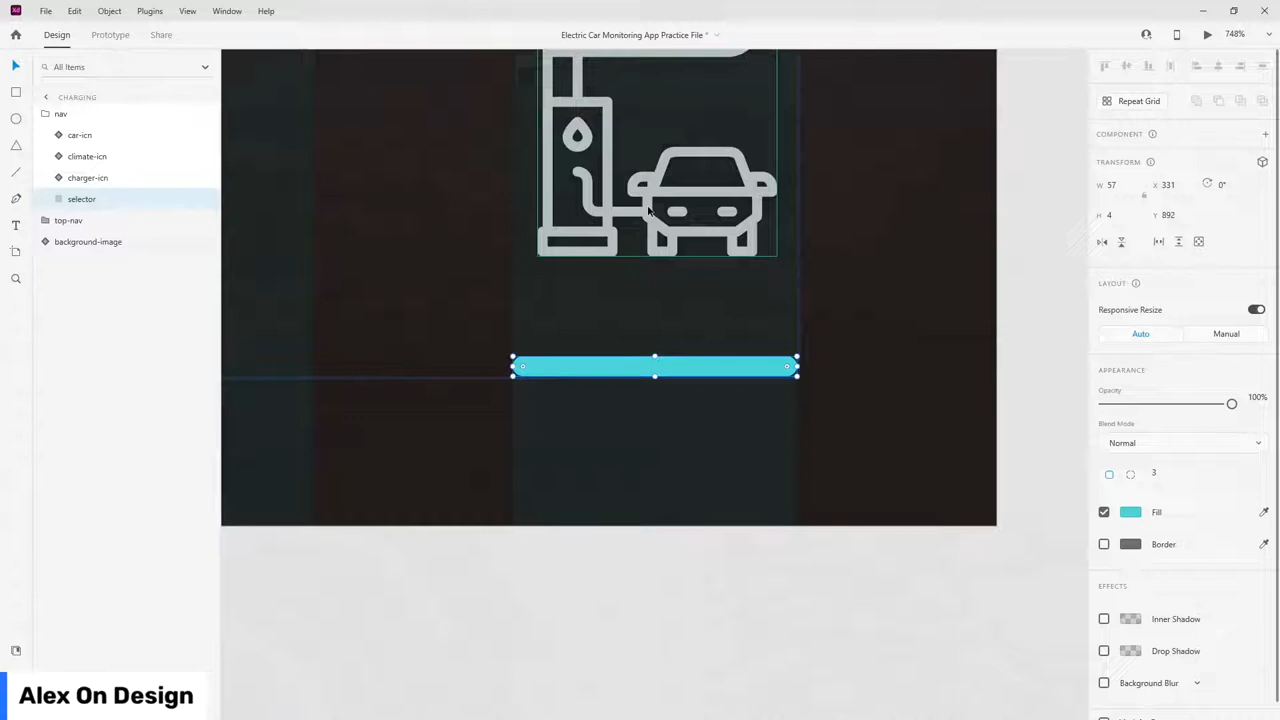 Xd File Edit Object Plugins View Window Help
Design Prototype Share
Electric Car Monitoring App Practice File *
748%
All Items
CHARGING
nav
car-icn
climate-icn
charger-icn
selector
top-nav
background-image
Repeat Grid
COMPONENT
TRANSFORM
W 57 X 331 0°
H 4 Y 892
LAYOUT
Responsive Resize
Auto Manual
APPEARANCE
Opacity
100%
Blend Mode
Normal
3
Fill
Border
EFFECTS
Inner Shadow
Drop Shadow
Background Blur
Alex On Design